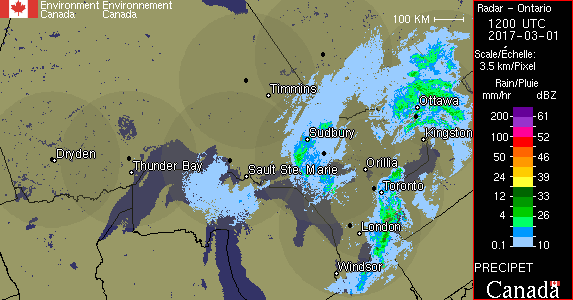 Environment Environnement
Canada Canada
100 KM
Timmins
Ottawa
Sudbury
Kingston
Dryden
Thunder Bay
Sault Ste. Marie
Orillia
Toronto
London
Windsor
Radar - Ontario
1200 UTC
2017-03-01
Scale/Échelle:
3.5 km/Pixel
Rain/Pluie
mm/hr dBZ
200 61
100 52
50 46
24 39
12 33
4 26
0.1 10
PRECIPET
Canada